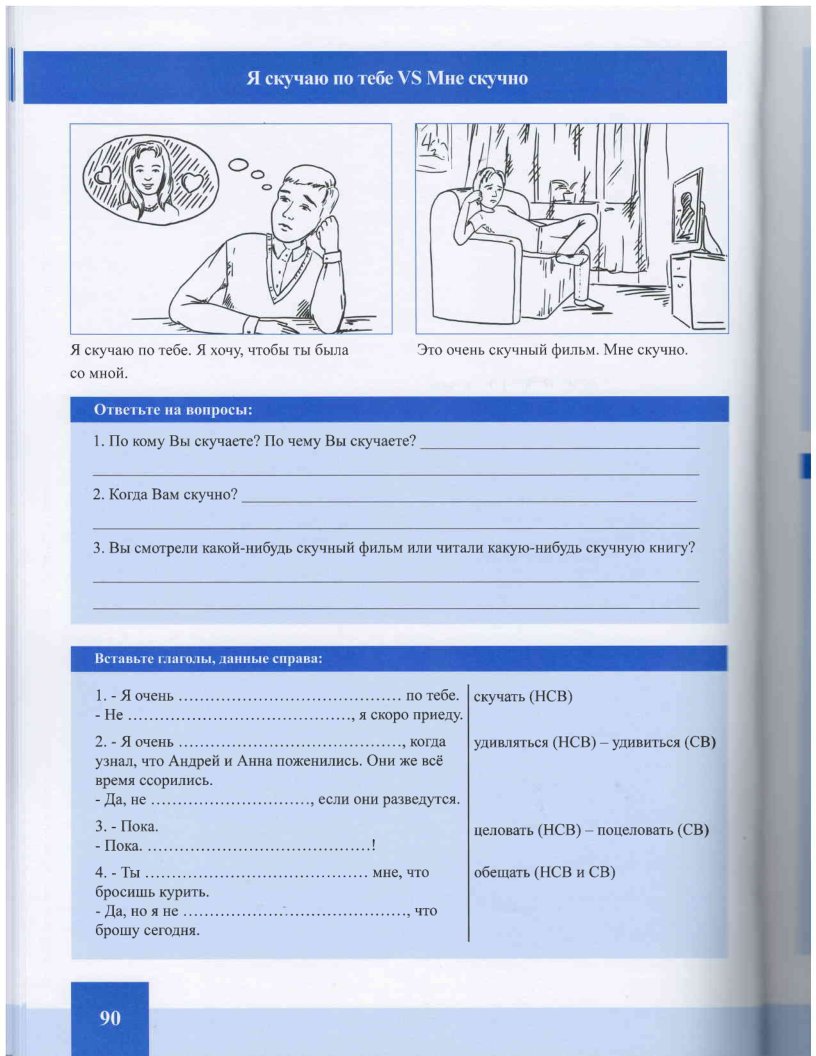 Я скучаю по тебе VS Мне скучно
Я скучаю по тебе. Я хочу, чтобы ты была
со мной.
Это очень скучный фильм. Мне скучно.
Ответьте на вопросы:
1. По кому Вы скучаете? По чему Вы скучаете? ____________________
2. Когда Вам скучно? ____________________
3. Вы смотрели какой-нибудь скучный фильм или читали какую-нибудь скучную книгу?
Вставьте глаголы, данные справа:
1. - Я очень ........................................ по тебе.
- Не ........................................, я скоро приеду.
скучать (НСВ)
2. - Я очень ........................................, когда
узнал, что Андрей и Анна поженились. Они же всё
время ссорились.
- Да, не ............................., если они разведутся.
удивляться (НСВ) – удивиться (СВ)
3. - Пока.
- Пока. ........................................!
целовать (НСВ) – поцеловать (СВ)
4. - Ты ........................................ мне, что
бросишь курить.
- Да, но я не ........................................, что
брошу сегодня.
обещать (НСВ и СВ)
90